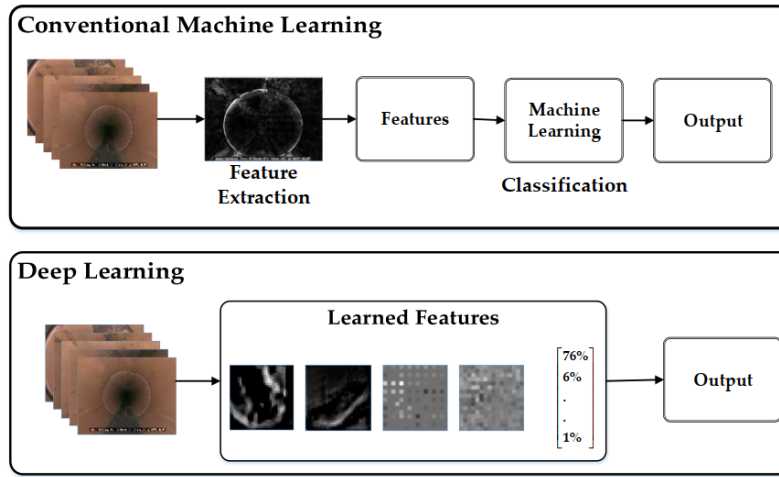 Conventional Machine Learning
Feature
Extraction
Features
Machine
Learning
Classification
Output
Deep Learning
Learned Features
76%
6%
.
.
1%
Output